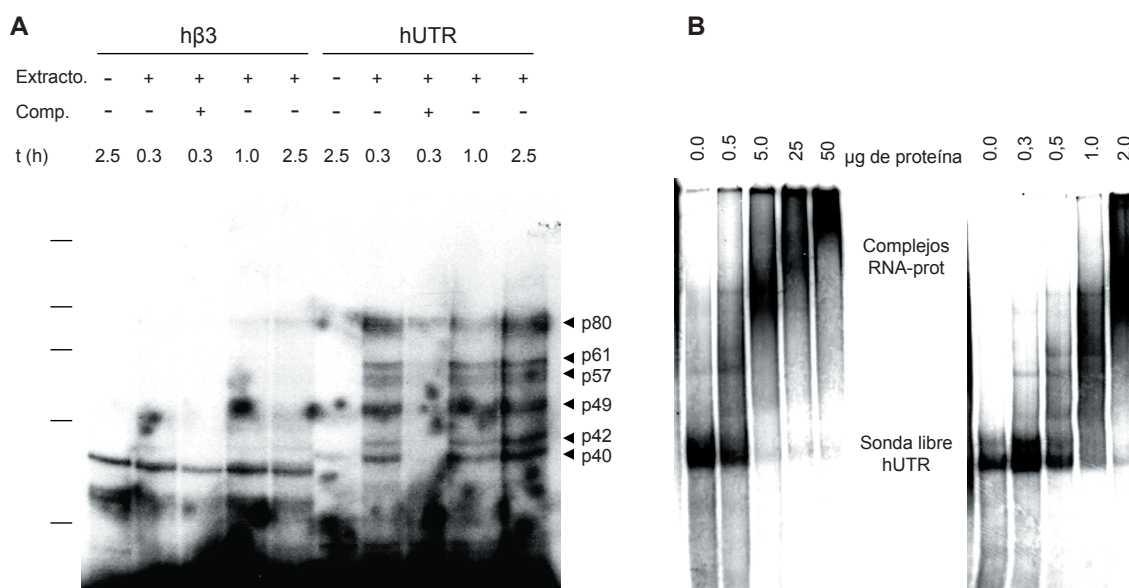 A
hβ3 hUTR
Extracto. - + + + + - + + + +
Comp. - - + - - - - + - -
t (h) 2.5 0.3 0.3 1.0 2.5 2.5 0.3 0.3 1.0 2.5
p80
p61
p57
p49
p42
p40
B
0.0 0.5 5.0 25 50 µg de proteína 0.0 0,3 0,5 1.0 2.0
Complejos
RNA-prot
Sonda libre
hUTR